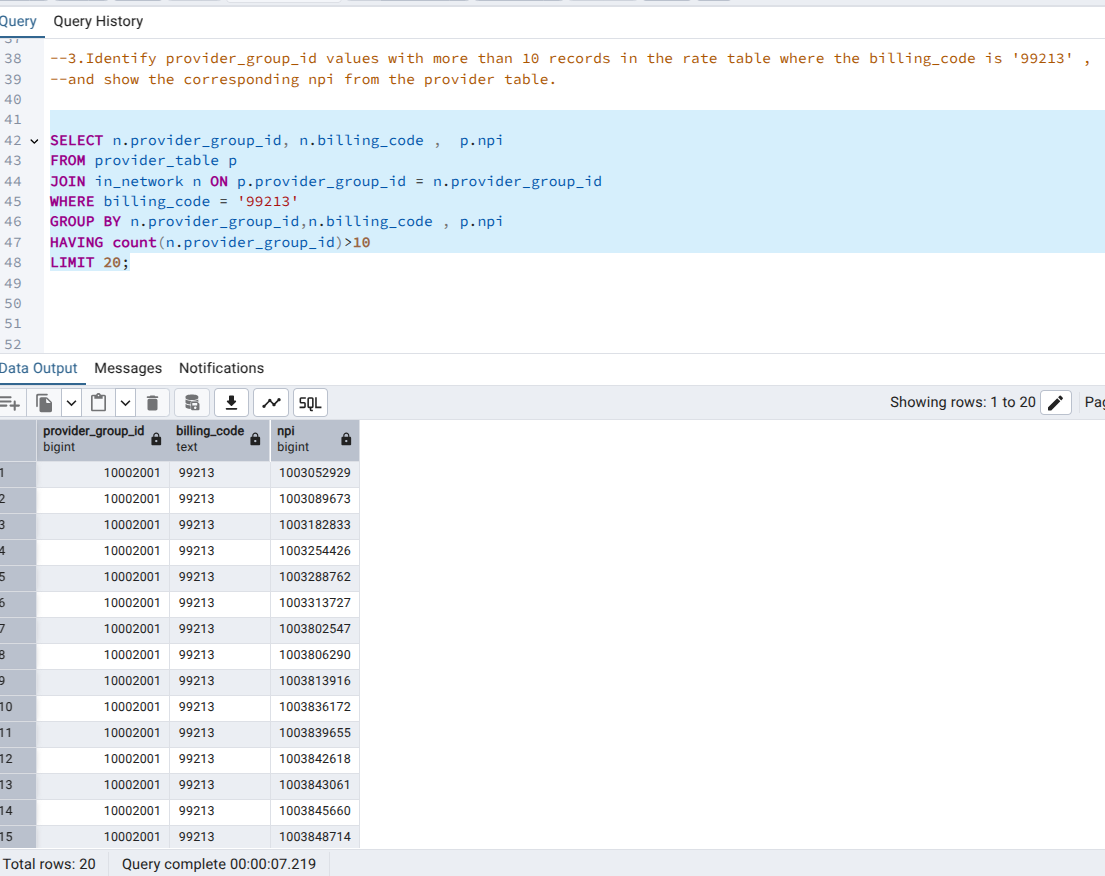 Query Query History
37
38 --3.Identify provider_group_id values with more than 10 records in the rate table where the billing_code is '99213' ,
39 --and show the corresponding npi from the provider table.
40
41
42 SELECT n.provider_group_id, n.billing_code ,  p.npi
43 FROM provider_table p
44 JOIN in_network n ON p.provider_group_id = n.provider_group_id
45 WHERE billing_code = '99213'
46 GROUP BY n.provider_group_id,n.billing_code , p.npi
47 HAVING count(n.provider_group_id)>10
48 LIMIT 20;
49
50
51
52
Data Output Messages Notifications
SQL Showing rows: 1 to 20 Pag
provider_group_id billing_code npi
bigint text bigint
1 10002001 99213 1003052929
2 10002001 99213 1003089673
3 10002001 99213 1003182833
4 10002001 99213 1003254426
5 10002001 99213 1003288762
6 10002001 99213 1003313727
7 10002001 99213 1003802547
8 10002001 99213 1003806290
9 10002001 99213 1003813916
10 10002001 99213 1003836172
11 10002001 99213 1003839655
12 10002001 99213 1003842618
13 10002001 99213 1003843061
14 10002001 99213 1003845660
15 10002001 99213 1003848714
Total rows: 20 Query complete 00:00:07.219